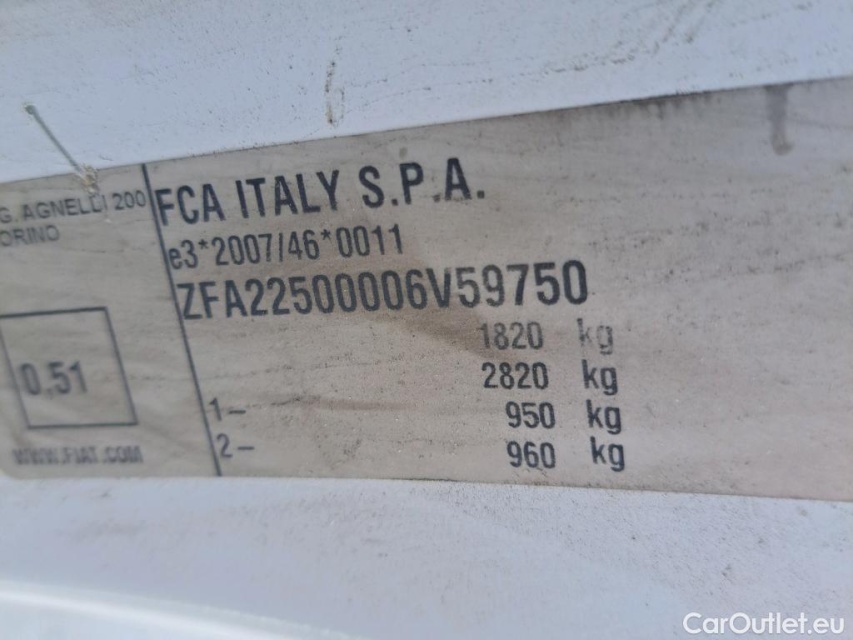 G. AGNELLI 200
ORINO
FCA ITALY S.P.A.
e3*2007/46*0011
ZFA22500006V59750
1820 kg
2820 kg
1- 950 kg
2- 960 kg
0,51
WWW.FIAT.COM
CarOutlet.eu